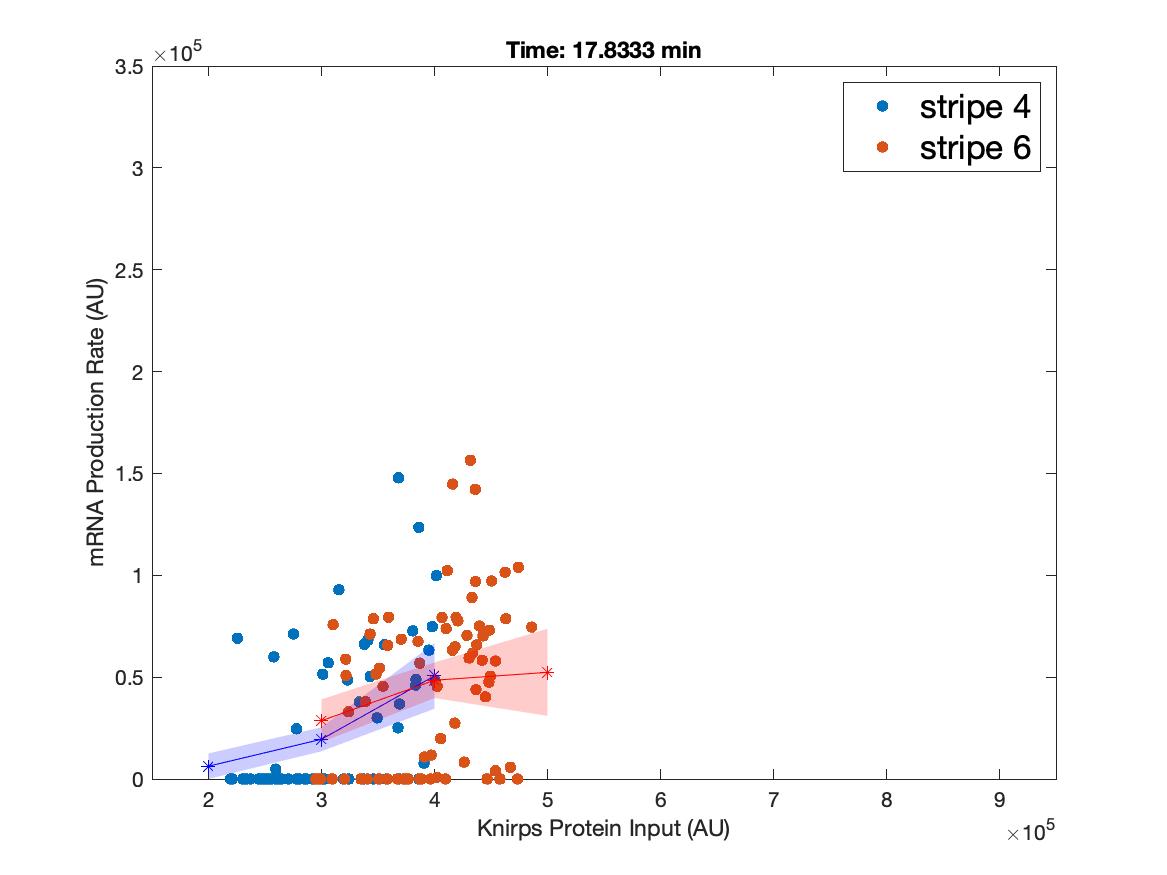 Time: 17.8333 min
×10^5
3.5
3
2.5
2
1.5
1
0.5
0
mRNA Production Rate (AU)
stripe 4
stripe 6
2 3 4 5 6 7 8 9
Knirps Protein Input (AU)
×10^5